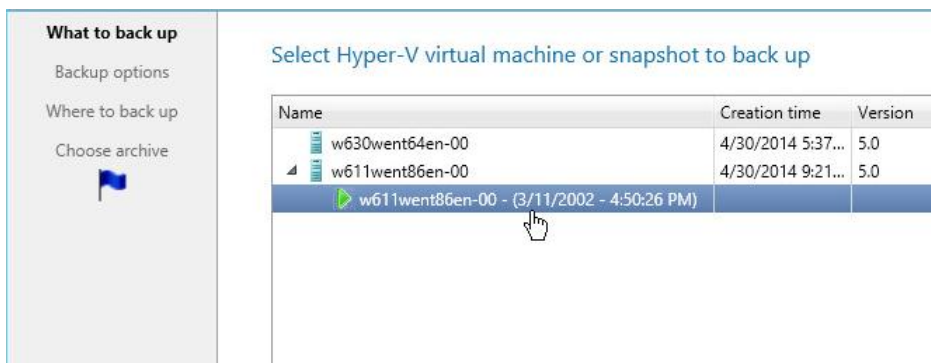 What to back up
Backup options
Where to back up
Choose archive
Select Hyper-V virtual machine or snapshot to back up
Name Creation time Version
w630went64en-00 4/30/2014 5:37... 5.0
w611went86en-00 4/30/2014 9:21... 5.0
w611went86en-00 - (3/11/2002 - 4:50:26 PM)